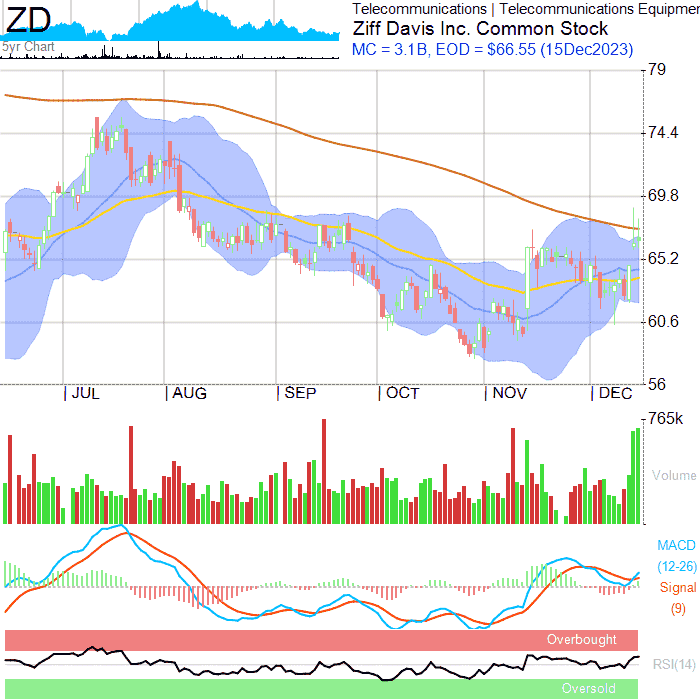 ZD
5yr Chart
Telecommunications | Telecommunications Equipmen
Ziff Davis Inc. Common Stock
MC = 3.1B, EOD = $66.55 (15Dec2023)
79
74.4
69.8
65.2
60.6
56
| JUL | AUG | SEP | OCT | NOV | DEC
765k
Volume
MACD
(12-26)
Signal
(9)
Overbought
RSI(14)
Oversold